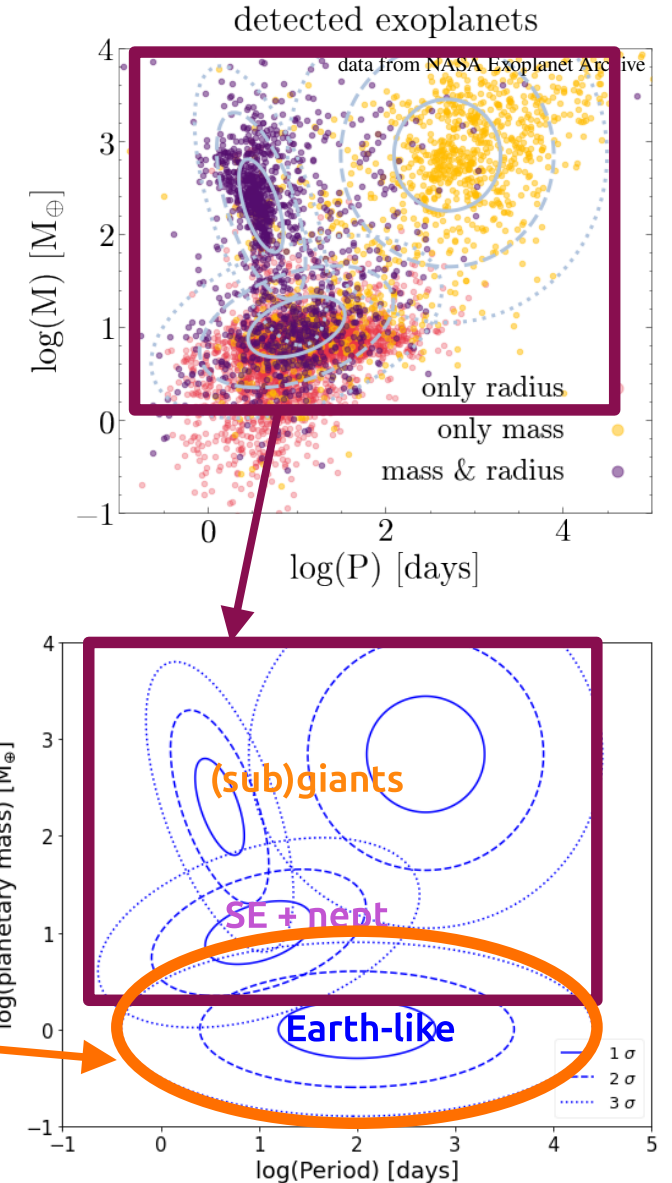 detected exoplanets
data from NASA Exoplanet Archive
4
3
2
1
0
−1
log(M) [M⊕]
only radius
only mass
mass & radius
0
2
4
log(P) [days]
4
3
2
1
0
−1
log(planetary mass) [M⊕]
(sub)giants
SE + nept
Earth-like
1 σ
2 σ
3 σ
−1
0
1
2
3
4
5
log(Period) [days]